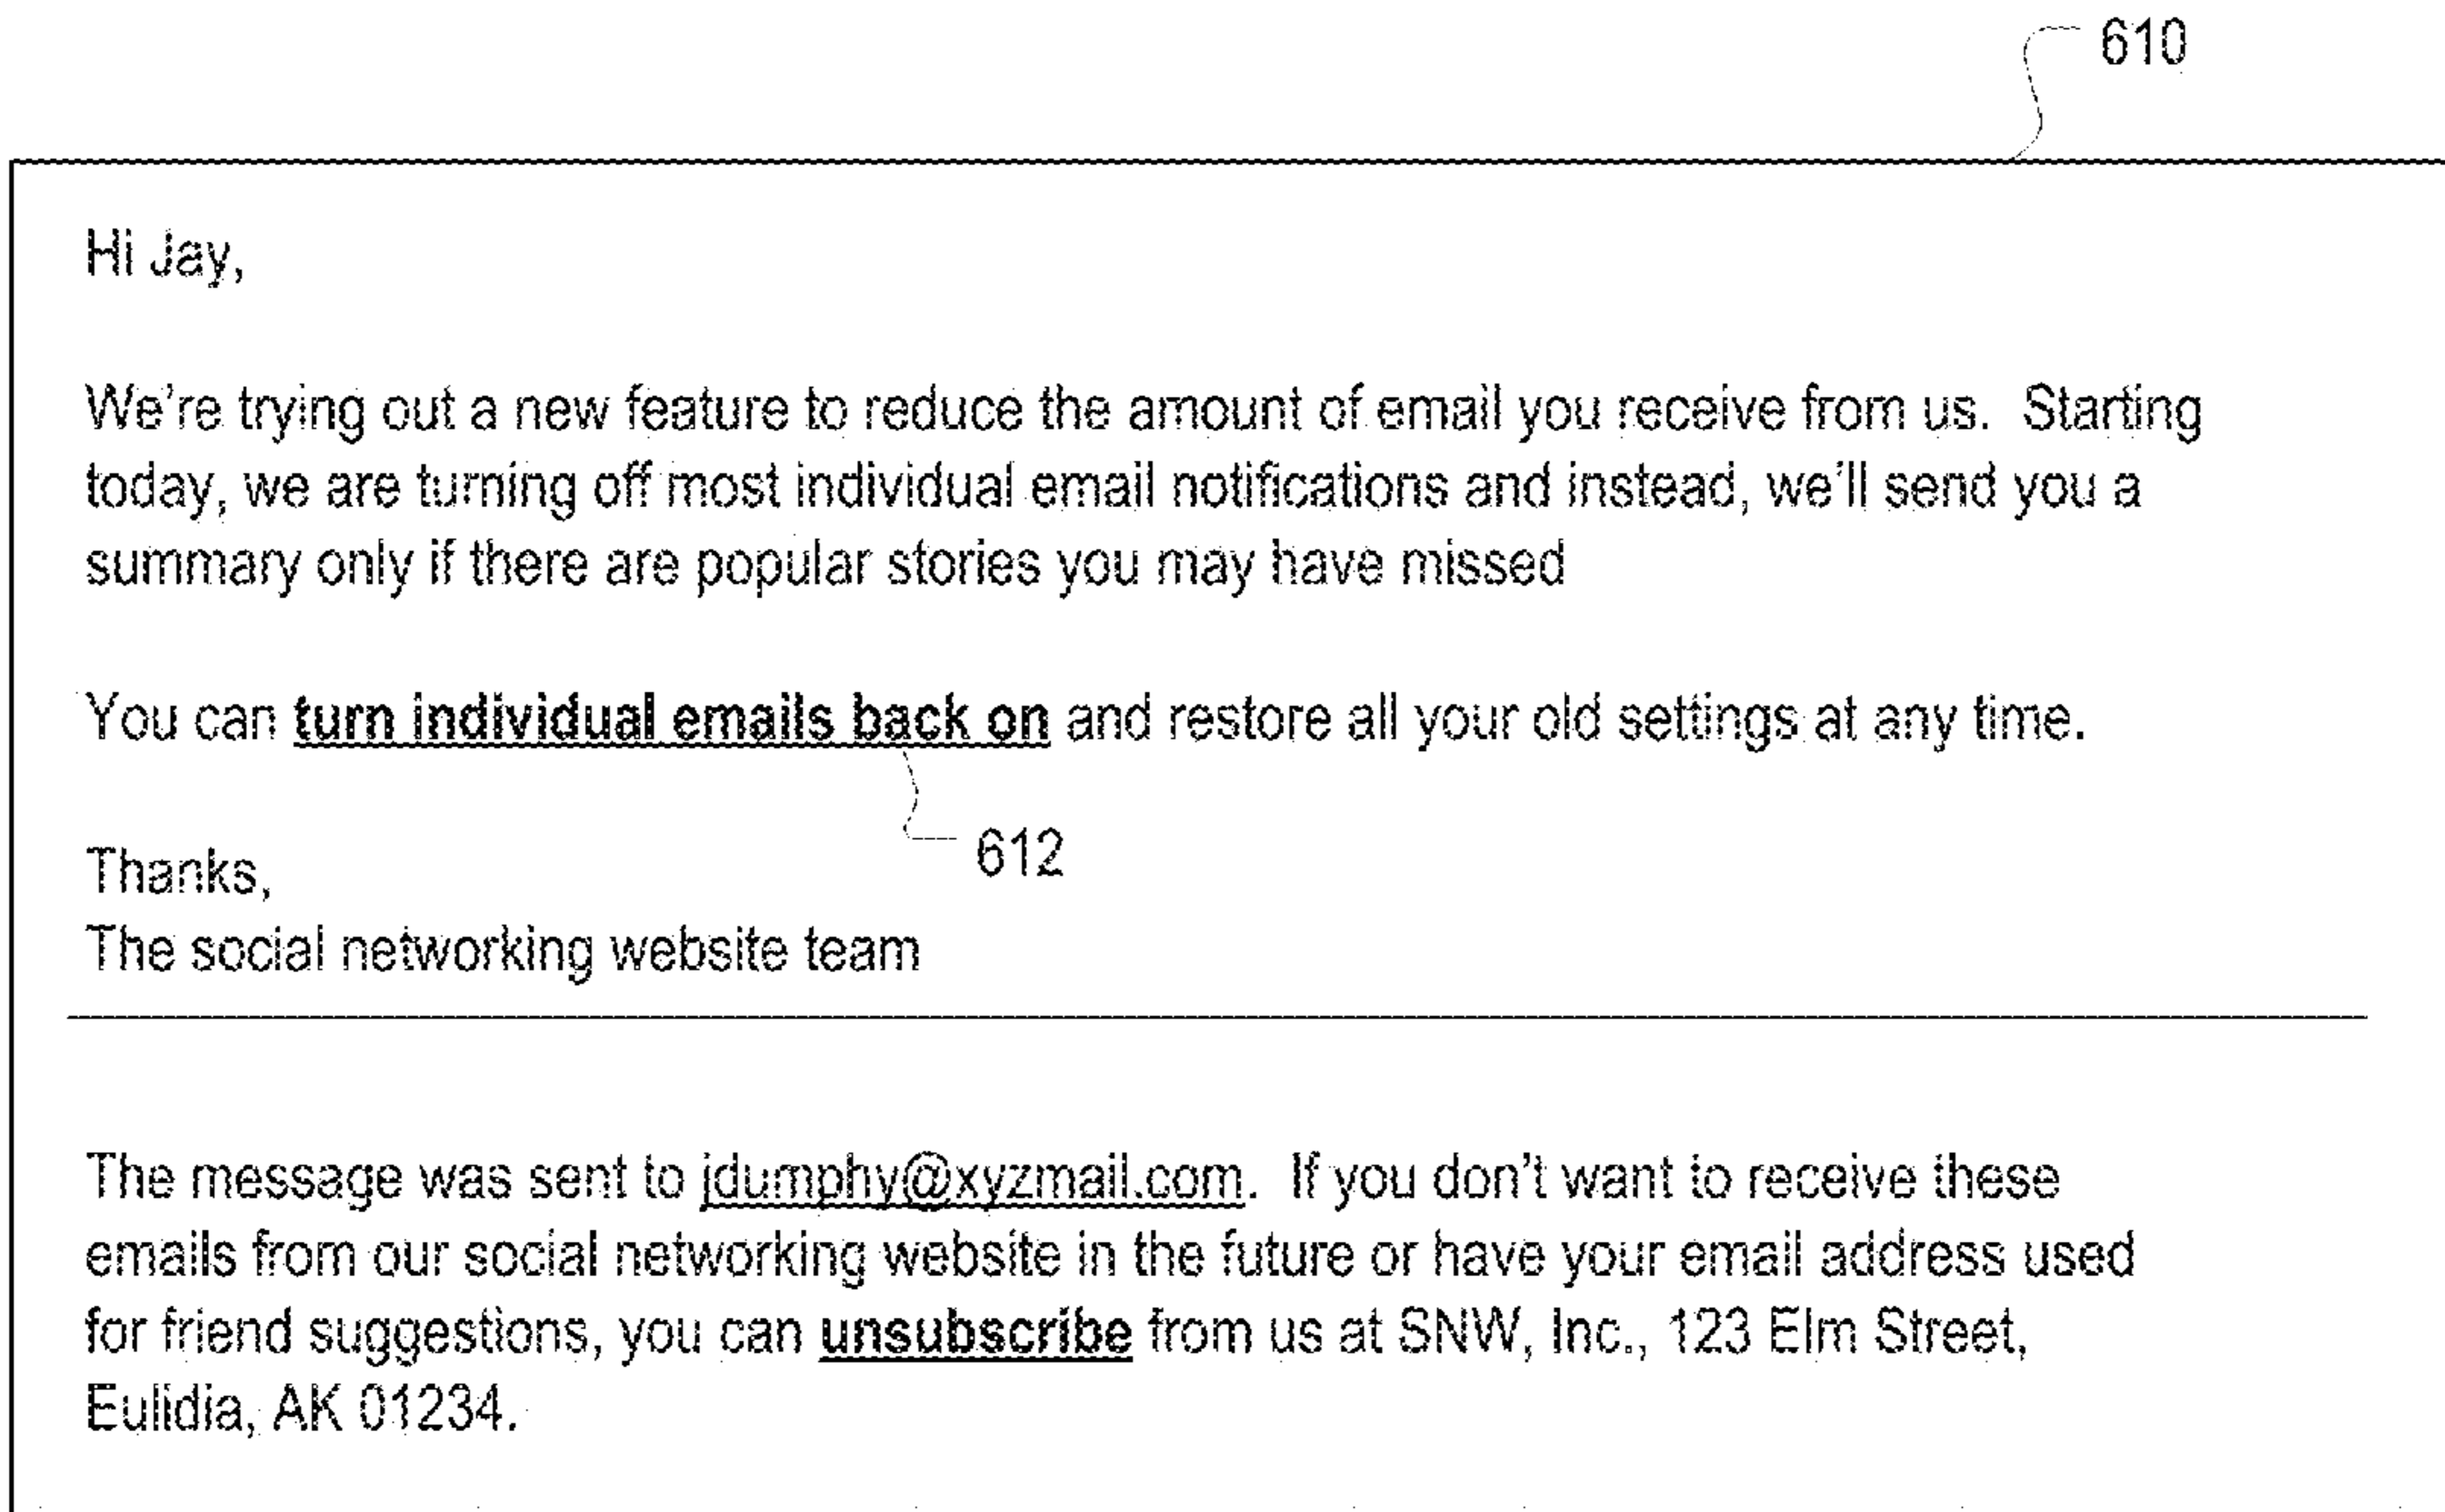 610
Hi Jay,
We're trying out a new feature to reduce the amount of email you receive from us.  Starting
today, we are turning off most individual email notifications and instead, we'll send you a
summary only if there are popular stories you may have missed
You can turn individual emails back on and restore all your old settings at any time.
612
Thanks,
The social networking website team
The message was sent to jdumphy@xyzmail.com.  If you don't want to receive these
emails from our social networking website in the future or have your email address used
for friend suggestions, you can unsubscribe from us at SNW, Inc., 123 Elm Street,
Eulidia, AK 01234.